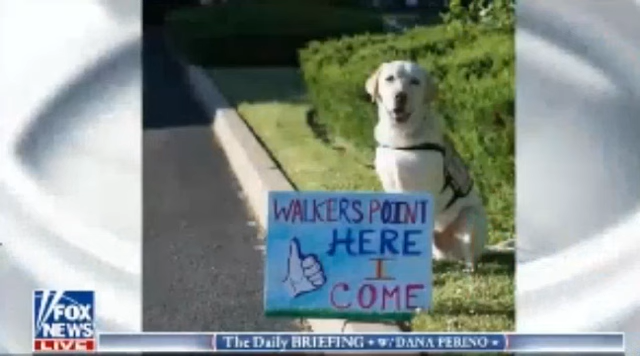 WALKERS POINT
HERE
I
COME
FOX
NEWS
LIVE
The Daily BRIEFING • W/ DANA PERINO •